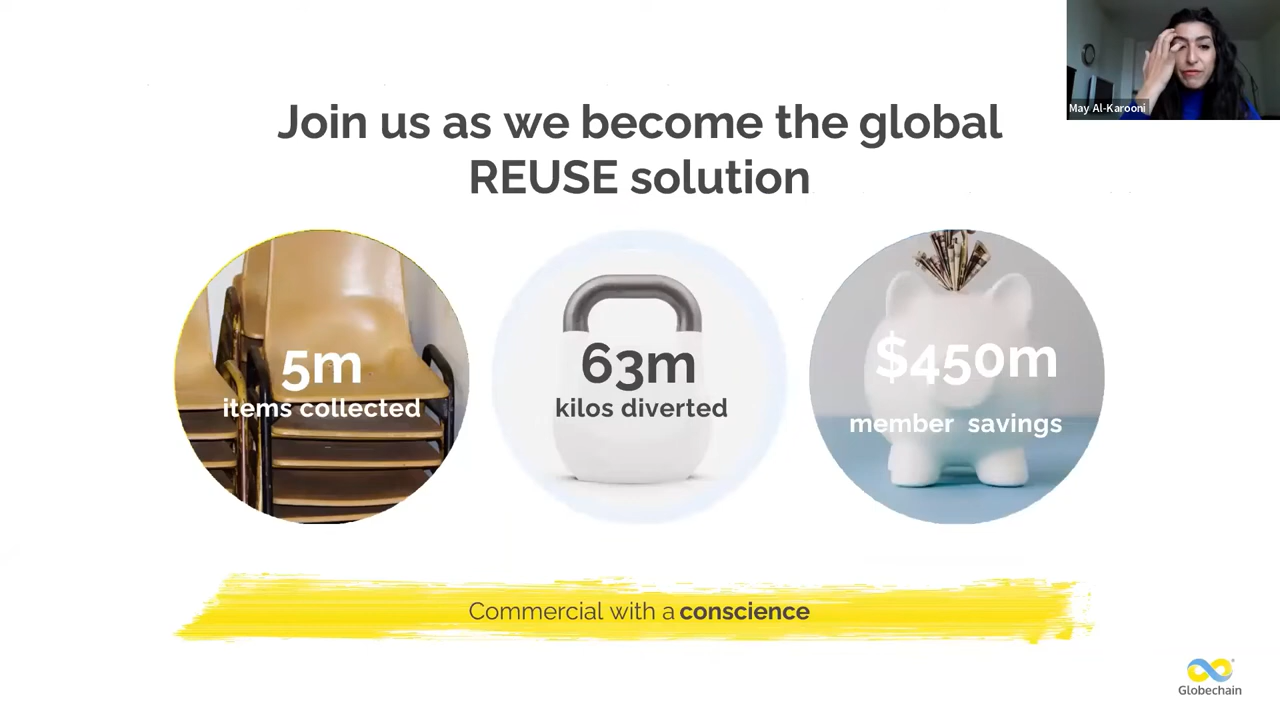 May Al-Karooni
Join us as we become the global
REUSE solution
5m
items collected
63m
kilos diverted
$450m
member savings
Commercial with a conscience
Globechain